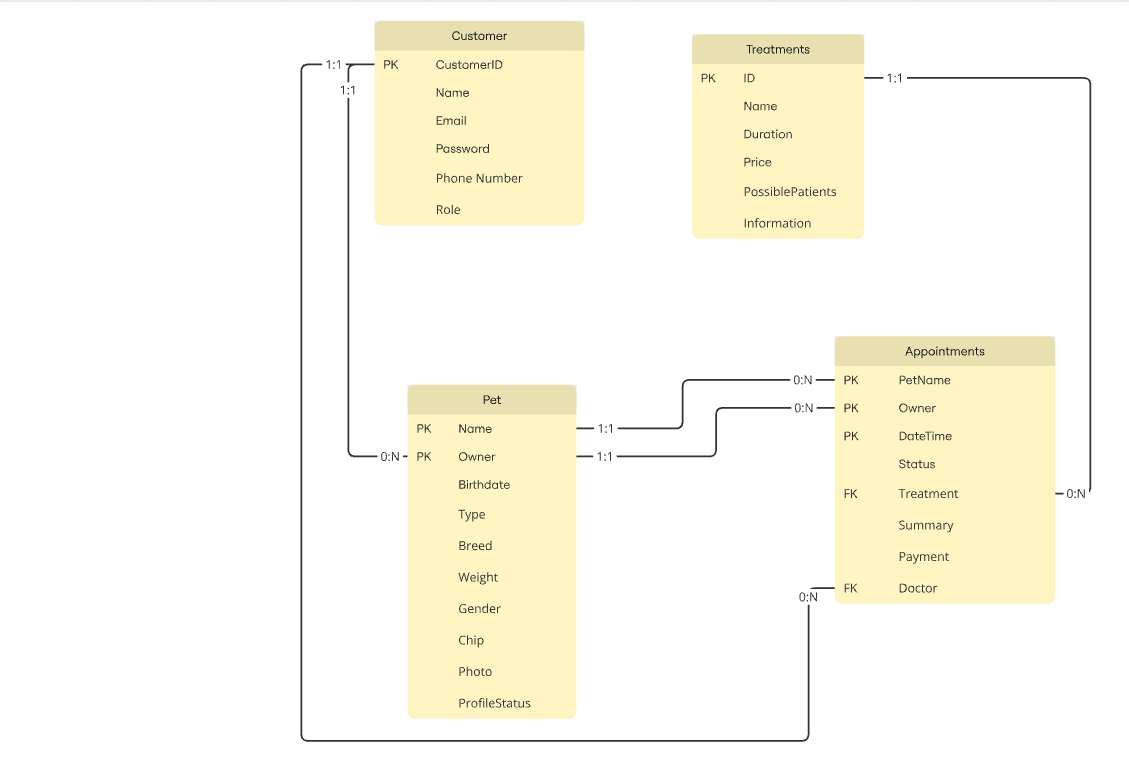 Customer
PK CustomerID
Name
Email
Password
Phone Number
Role
1:1
1:1
Treatments
PK ID
Name
Duration
Price
PossiblePatients
Information
1:1
Pet
PK Name
0:N PK Owner
Birthdate
Type
Breed
Weight
Gender
Chip
Photo
ProfileStatus
1:1
1:1
Appointments
0:N PK PetName
0:N PK Owner
PK DateTime
Status
FK Treatment 0:N
Summary
Payment
0:N FK Doctor